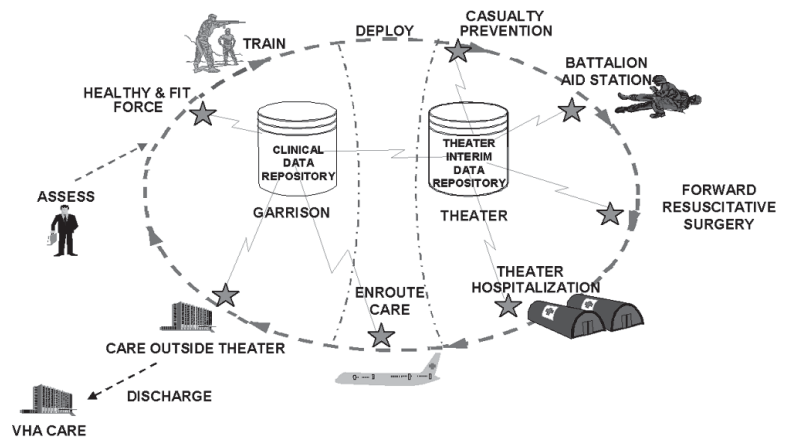 DEPLOY
CASUALTY
PREVENTION
TRAIN
BATTALION
AID STATION
HEALTHY & FIT
FORCE
CLINICAL
DATA
REPOSITORY
THEATER
INTERIM
DATA
REPOSITORY
ASSESS
GARRISON
THEATER
FORWARD
RESUSCITATIVE
SURGERY
THEATER
HOSPITALIZATION
ENROUTE
CARE
CARE OUTSIDE THEATER
DISCHARGE
VHA CARE